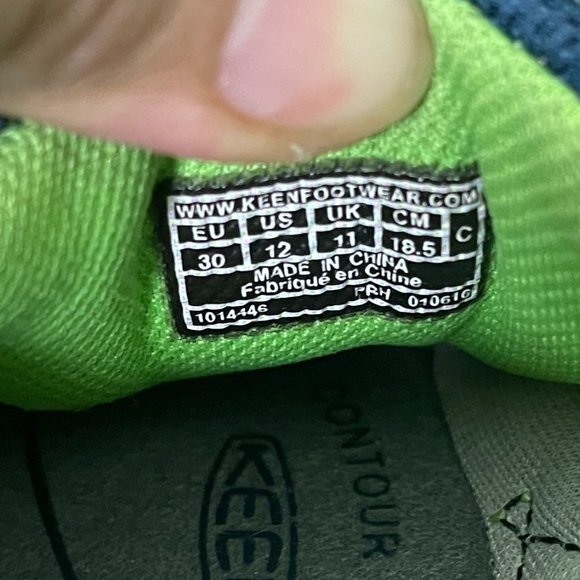 WWW.KEENFOOTWEAR.COM
EU US UK CM C
30 12 11 18.5
MADE IN CHINA
Fabriqué en Chine
1014446 PRH 010616
CONTOUR
KEEN